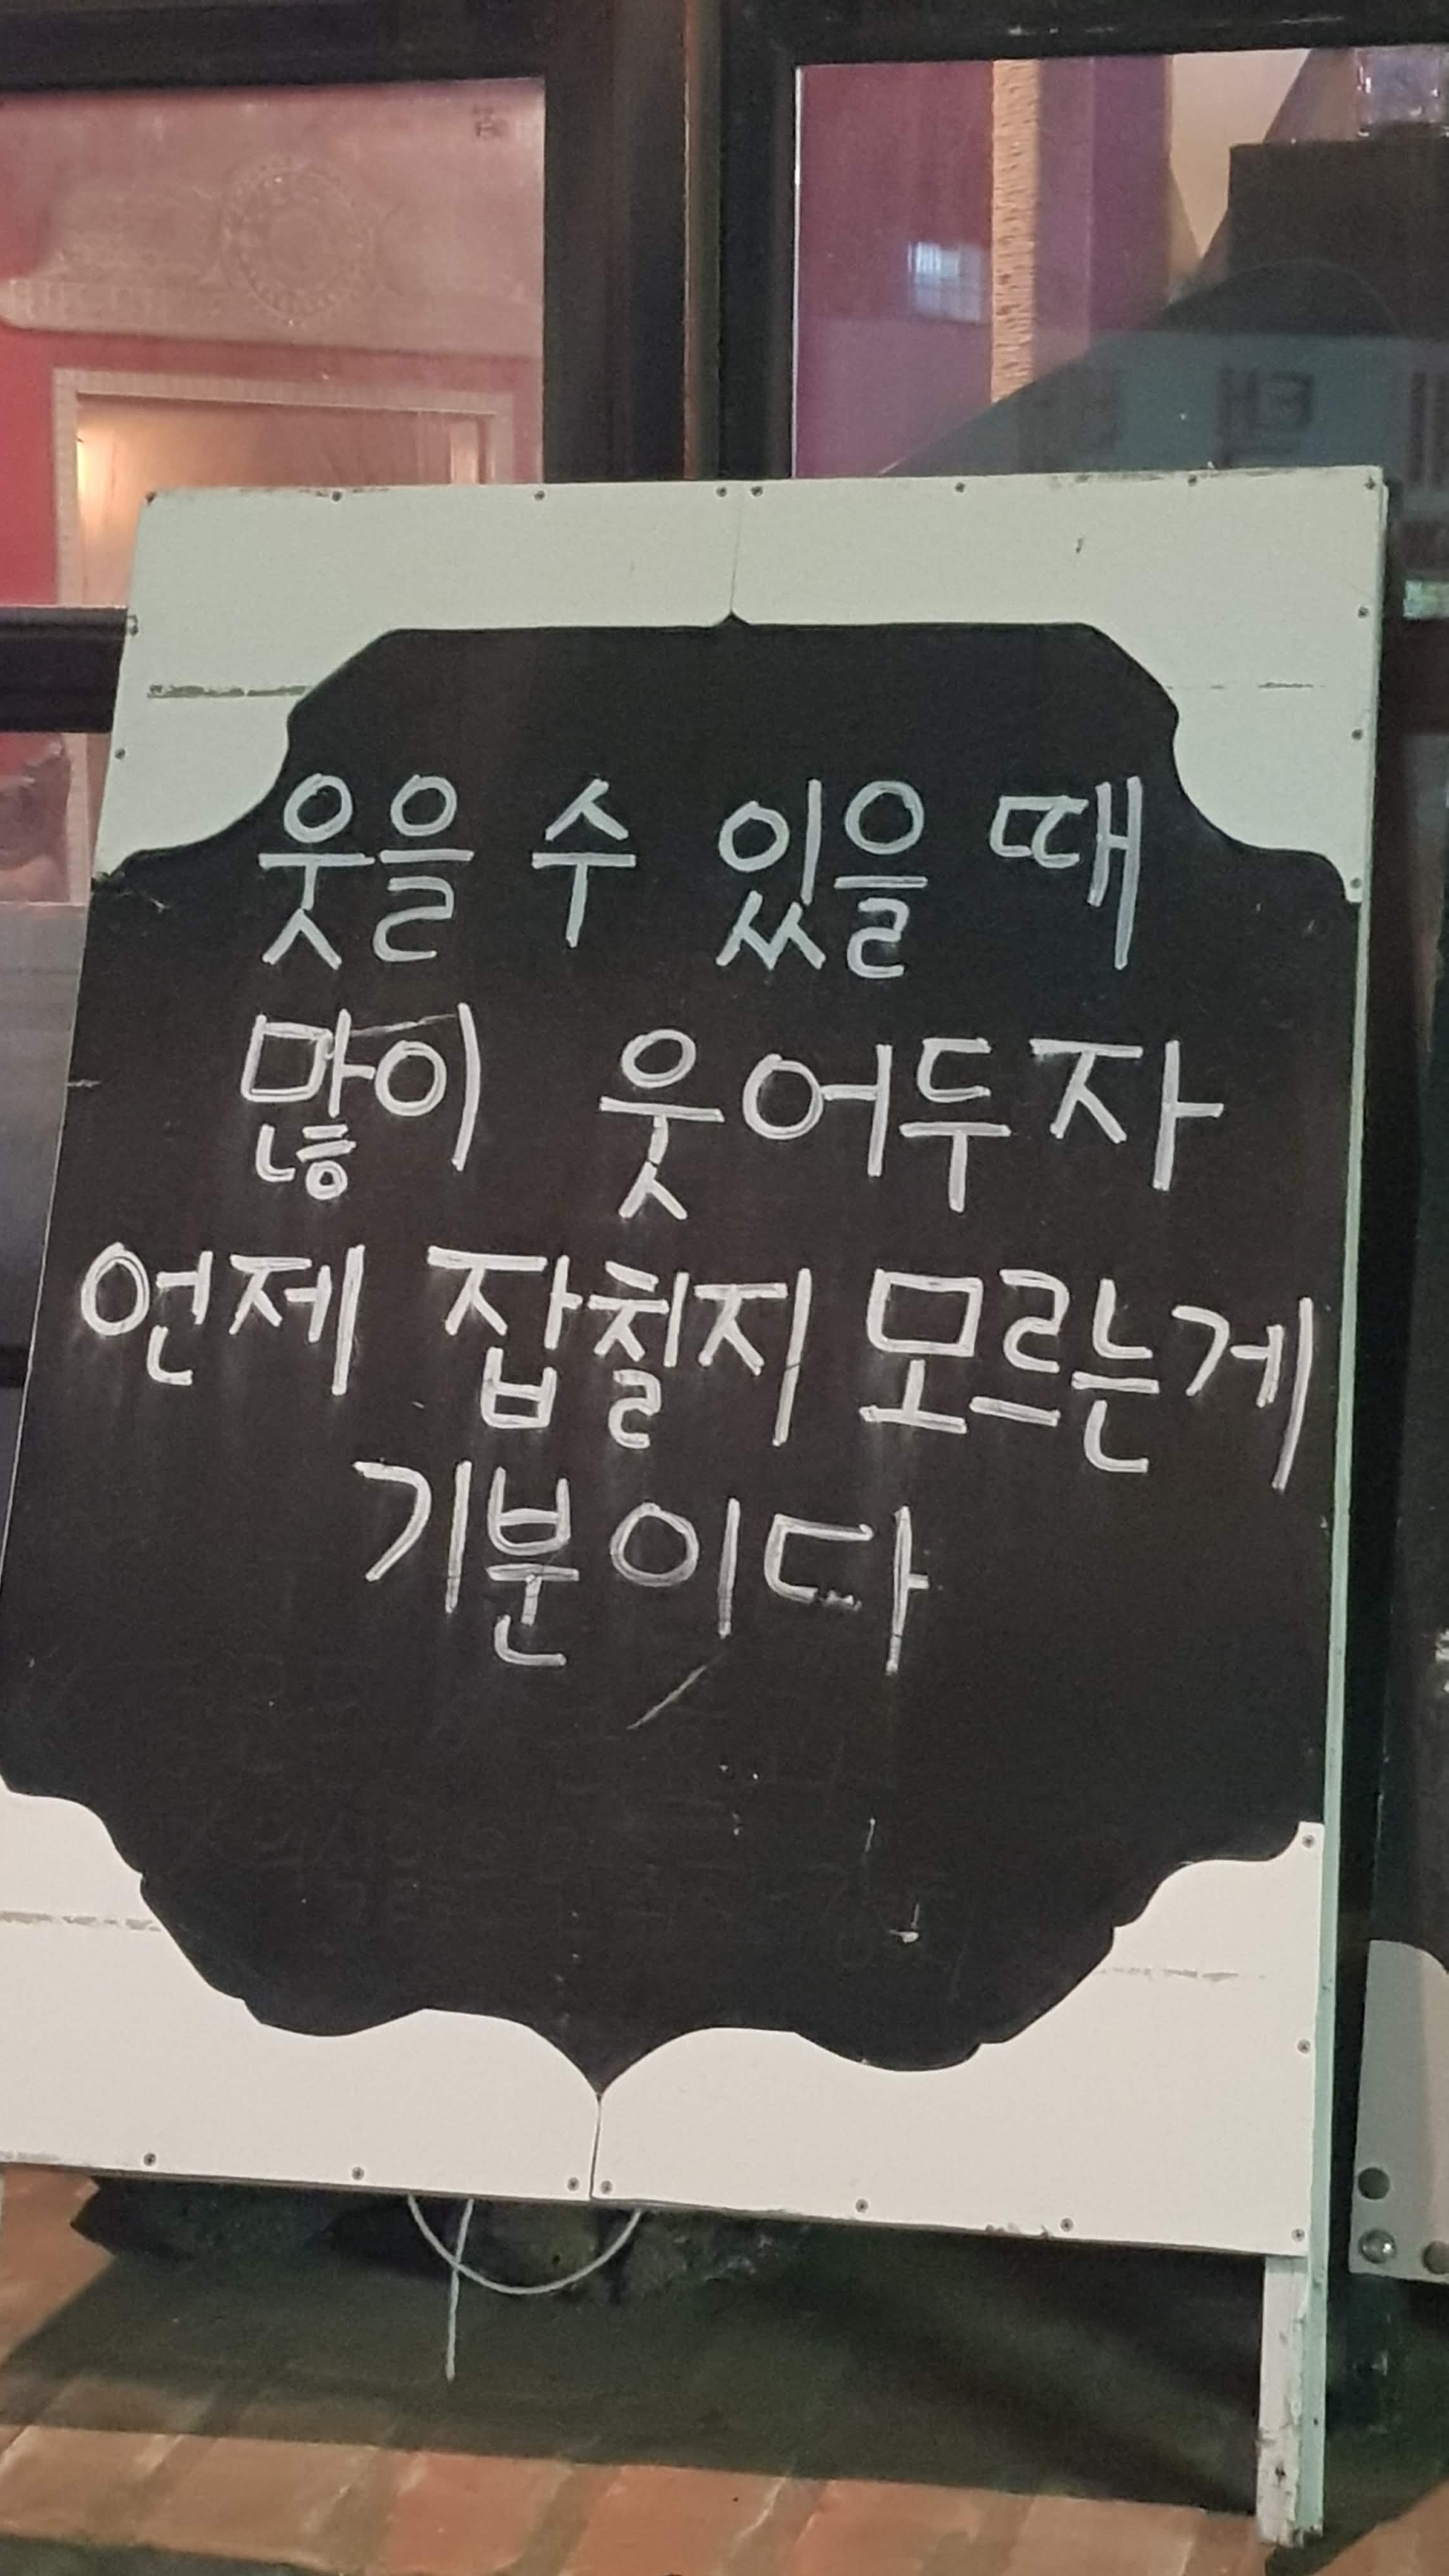 웃을 수 있을 때
많이 웃어두자
언제 잡칠지 모르는게
기분이다